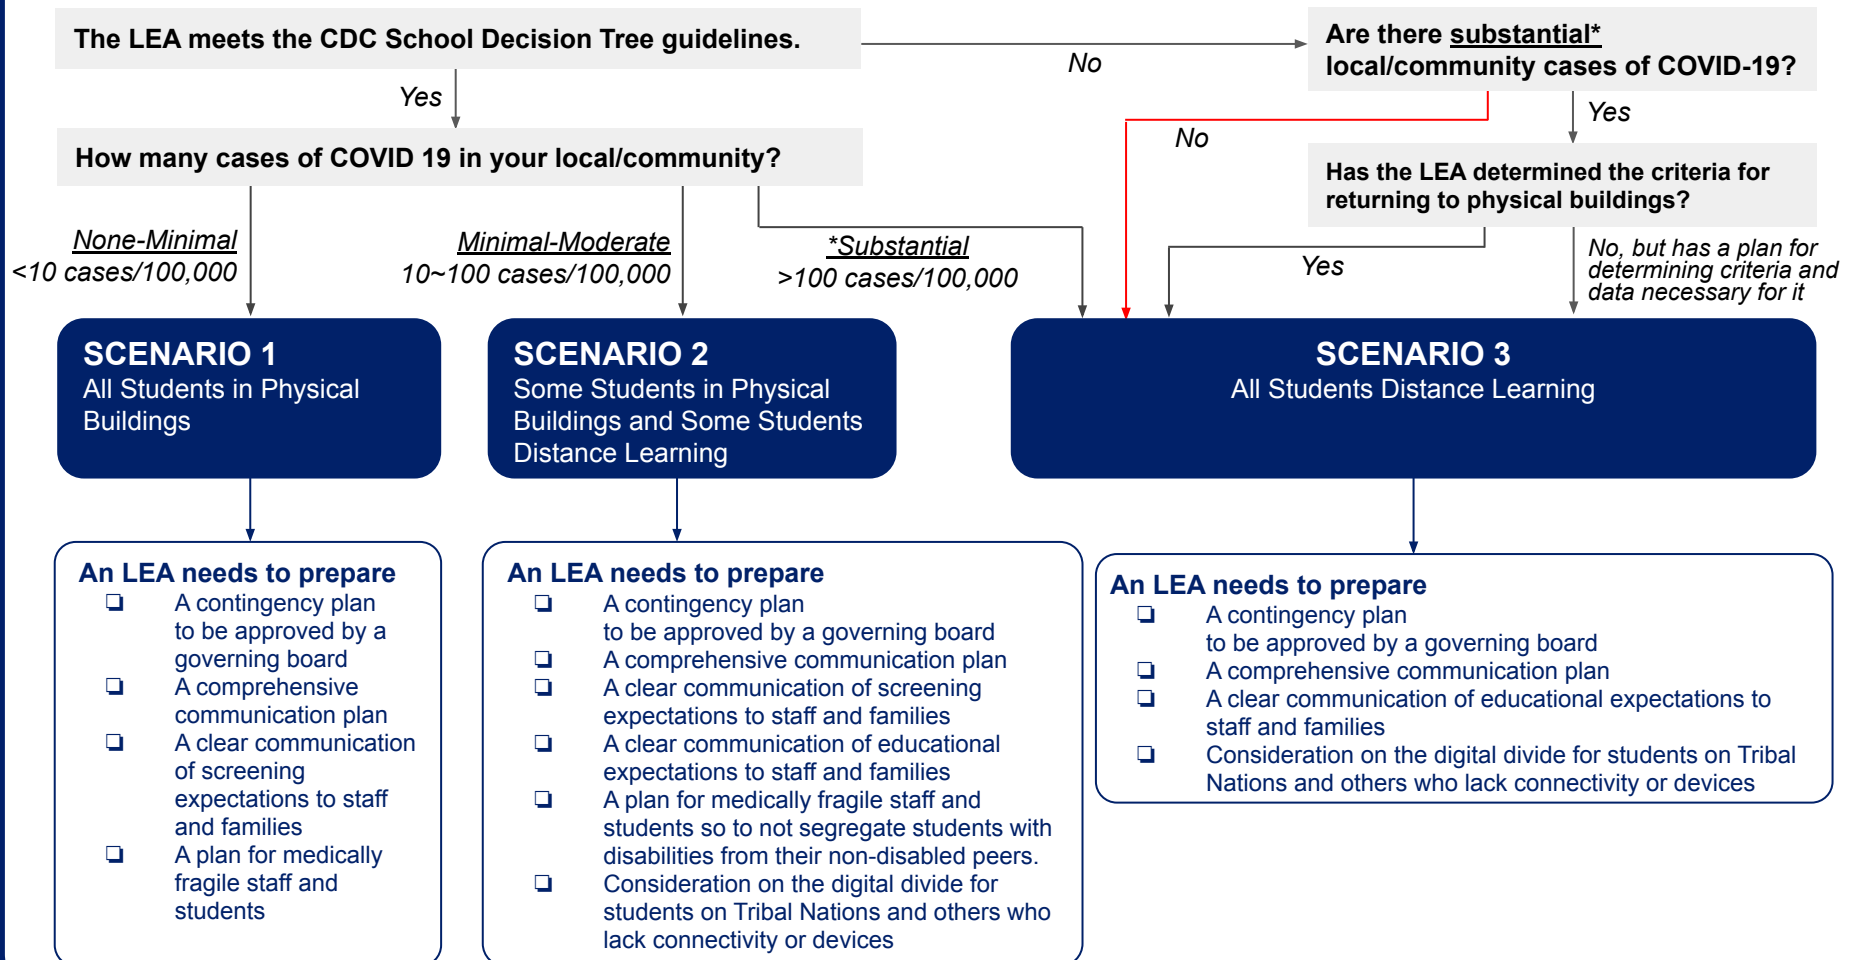 The LEA meets the CDC School Decision Tree guidelines.
No
Are there substantial*
local/community cases of COVID-19?
Yes
No
Yes
How many cases of COVID 19 in your local/community?
Has the LEA determined the criteria for
returning to physical buildings?
None-Minimal
<10 cases/100,000
Minimal-Moderate
10~100 cases/100,000
*Substantial
>100 cases/100,000
Yes
No, but has a plan for
determining criteria and
data necessary for it
SCENARIO 1
All Students in Physical
Buildings
SCENARIO 2
Some Students in Physical
Buildings and Some Students
Distance Learning
SCENARIO 3
All Students Distance Learning
An LEA needs to prepare
❏ A contingency plan
to be approved by a
governing board
❏ A comprehensive
communication plan
❏ A clear communication
of screening
expectations to staff
and families
❏ A plan for medically
fragile staff and
students
An LEA needs to prepare
❏ A contingency plan
to be approved by a governing board
❏ A comprehensive communication plan
❏ A clear communication of screening
expectations to staff and families
❏ A clear communication of educational
expectations to staff and families
❏ A plan for medically fragile staff and
students so to not segregate students with
disabilities from their non-disabled peers.
❏ Consideration on the digital divide for
students on Tribal Nations and others who
lack connectivity or devices
An LEA needs to prepare
❏ A contingency plan
to be approved by a governing board
❏ A comprehensive communication plan
❏ A clear communication of educational expectations to
staff and families
❏ Consideration on the digital divide for students on Tribal
Nations and others who lack connectivity or devices